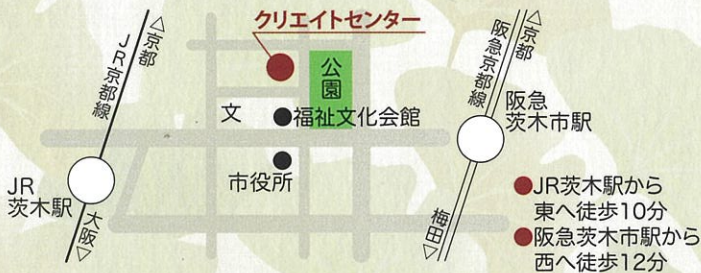 クリエイトセンター
公園
文
福祉文化会館
市役所
△京都
JR京都線
JR
茨木駅
大阪▽
△京都
阪急京都線
阪急
茨木市駅
梅田▽
●JR茨木駅から
東へ徒歩10分
●阪急茨木市駅から
西へ徒歩12分